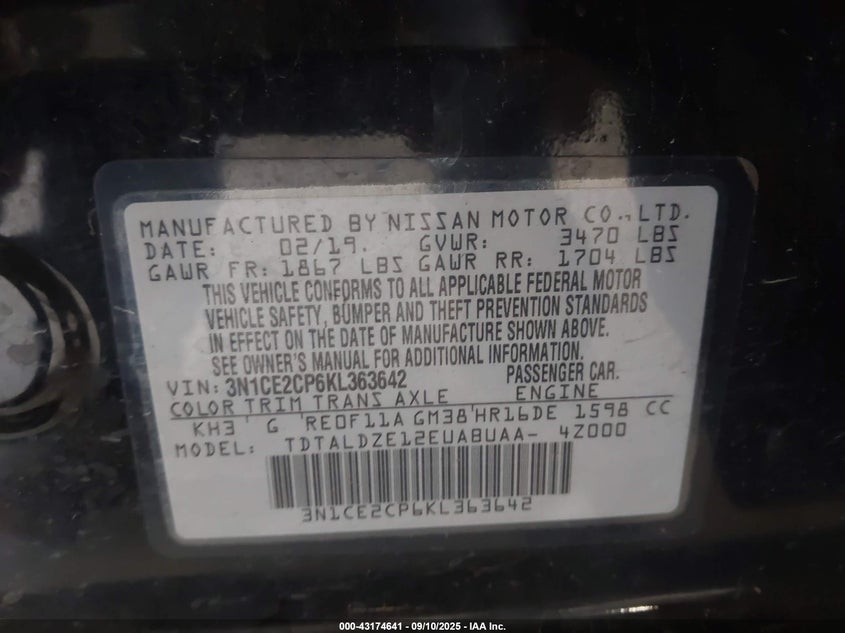 MANUFACTURED BY NISSAN MOTOR CO., LTD.
DATE: 02/19. GVWR: 3470 LBS
GAWR FR: 1867 LBS GAWR RR: 1704 LBS
THIS VEHICLE CONFORMS TO ALL APPLICABLE FEDERAL MOTOR
VEHICLE SAFETY, BUMPER AND THEFT PREVENTION STANDARDS
IN EFFECT ON THE DATE OF MANUFACTURE SHOWN ABOVE.
SEE OWNER'S MANUAL FOR ADDITIONAL INFORMATION.
VIN: 3N1CE2CP6KL363642 PASSENGER CAR.
COLOR TRIM TRANS AXLE ENGINE
KH3 G RE0F11A GM38 HR16DE 1598 CC
MODEL: TDTALDZE12EUABUAA- 4Z000
3N1CE2CP6KL363642
000-43174641 - 09/10/2025 - IAA Inc.